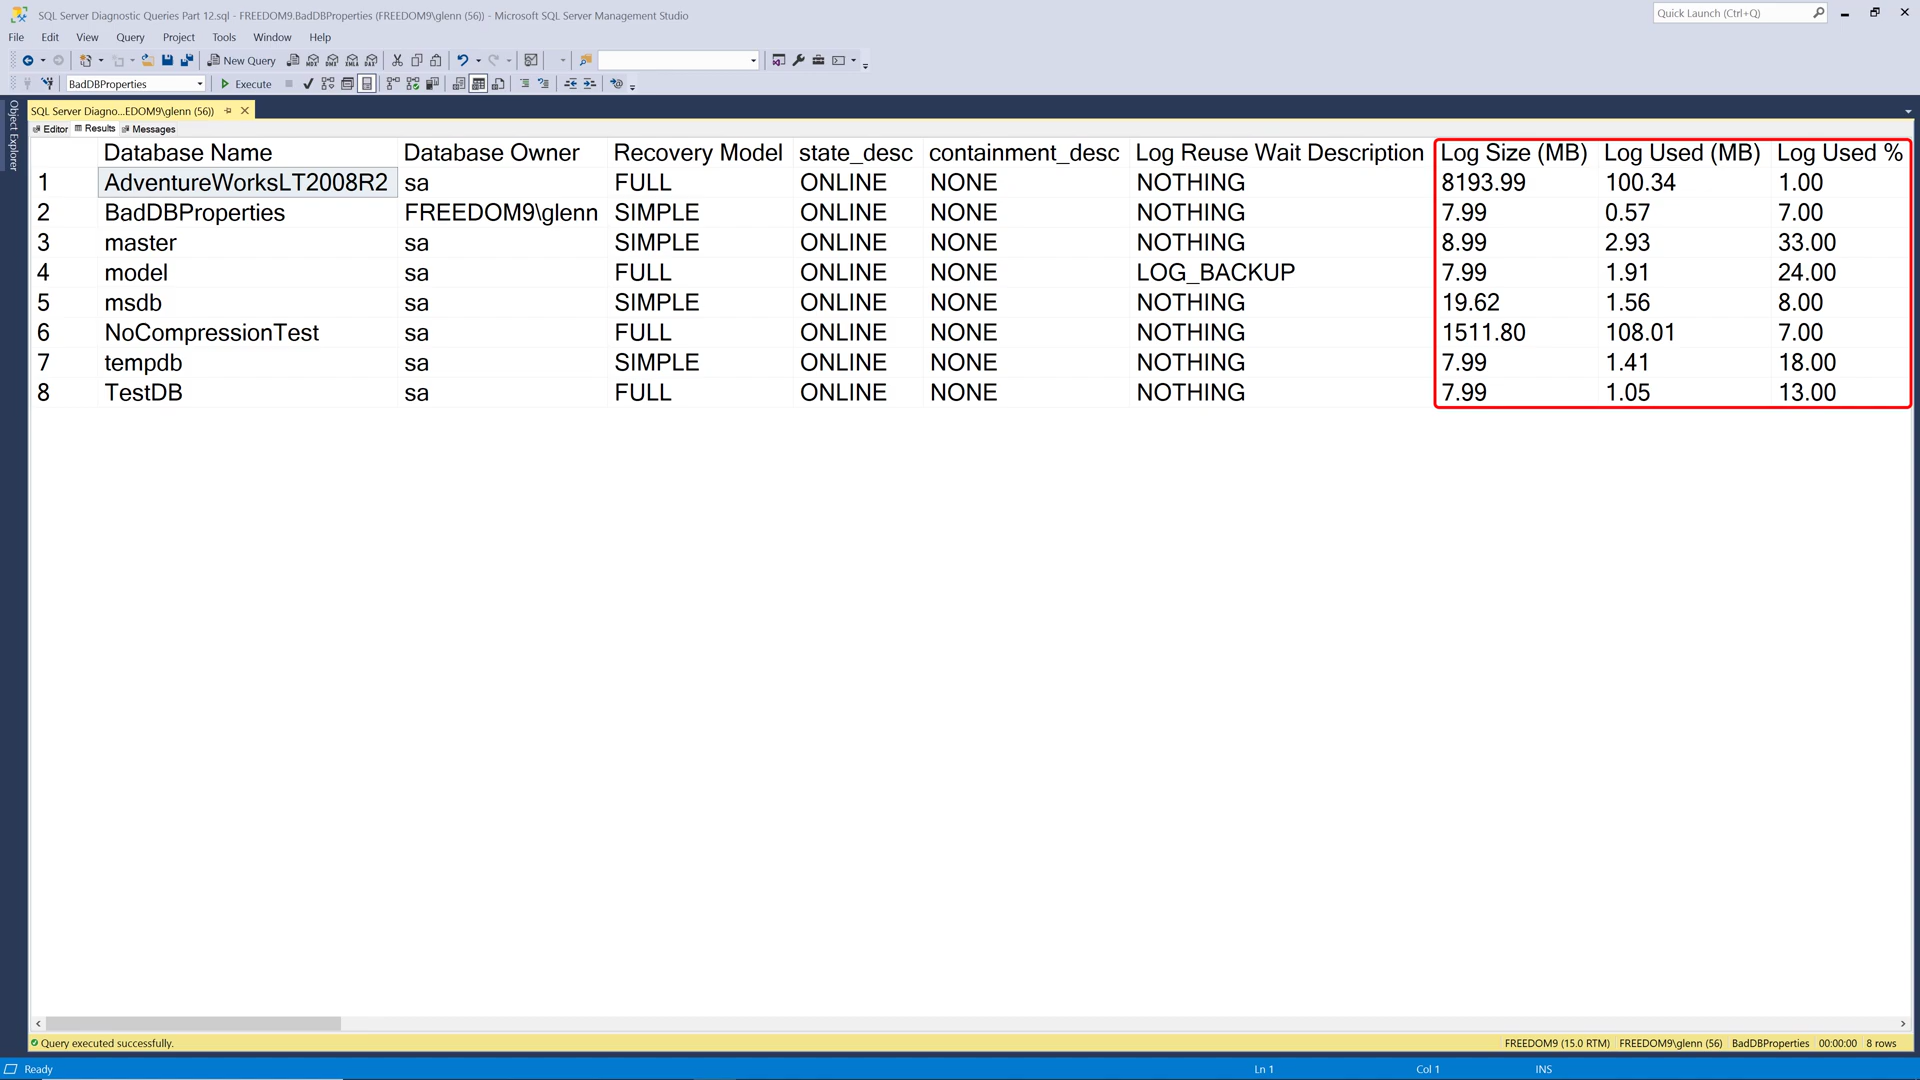 SQL Server Diagnostic Queries Part 12.sql - FREEDOM9.BadDBProperties (FREEDOM9\glenn (56)) - Microsoft SQL Server Management Studio
Quick Launch (Ctrl+Q)
File Edit View Query Project Tools Window Help
New Query
BadDBProperties Execute
Object Explorer
SQL Server Diagno...EDOM9\glenn (56))
Editor Results Messages
Database Name Database Owner Recovery Model state_desc containment_desc Log Reuse Wait Description Log Size (MB) Log Used (MB) Log Used %
1 AdventureWorksLT2008R2 sa FULL ONLINE NONE NOTHING 8193.99 100.34 1.00
2 BadDBProperties FREEDOM9\glenn SIMPLE ONLINE NONE NOTHING 7.99 0.57 7.00
3 master sa SIMPLE ONLINE NONE NOTHING 8.99 2.93 33.00
4 model sa FULL ONLINE NONE LOG_BACKUP 7.99 1.91 24.00
5 msdb sa SIMPLE ONLINE NONE NOTHING 19.62 1.56 8.00
6 NoCompressionTest sa FULL ONLINE NONE NOTHING 1511.80 108.01 7.00
7 tempdb sa SIMPLE ONLINE NONE NOTHING 7.99 1.41 18.00
8 TestDB sa FULL ONLINE NONE NOTHING 7.99 1.05 13.00
Query executed successfully. FREEDOM9 (15.0 RTM) FREEDOM9\glenn (56) BadDBProperties 00:00:00 8 rows
Ready Ln 1 Col 1 INS